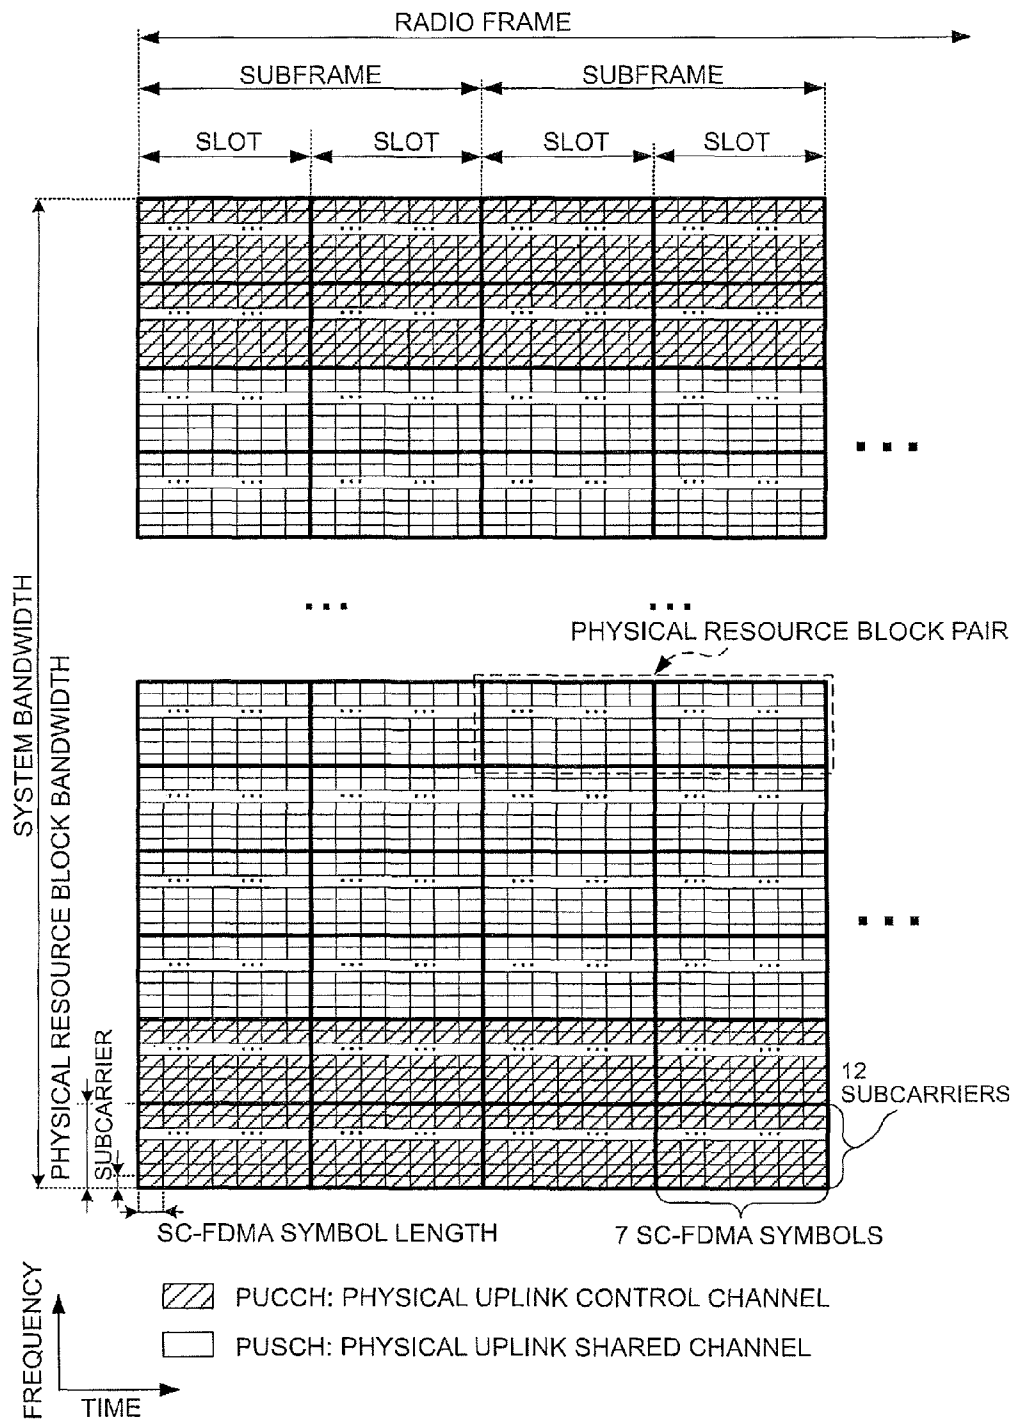 RADIO FRAME
SUBFRAME SUBFRAME
SLOT SLOT SLOT SLOT
SYSTEM BANDWIDTH
PHYSICAL RESOURCE BLOCK BANDWIDTH
SUBCARRIER
PHYSICAL RESOURCE BLOCK PAIR
12
SUBCARRIERS
SC-FDMA SYMBOL LENGTH
7 SC-FDMA SYMBOLS
PUCCH: PHYSICAL UPLINK CONTROL CHANNEL
PUSCH: PHYSICAL UPLINK SHARED CHANNEL
FREQUENCY
TIME